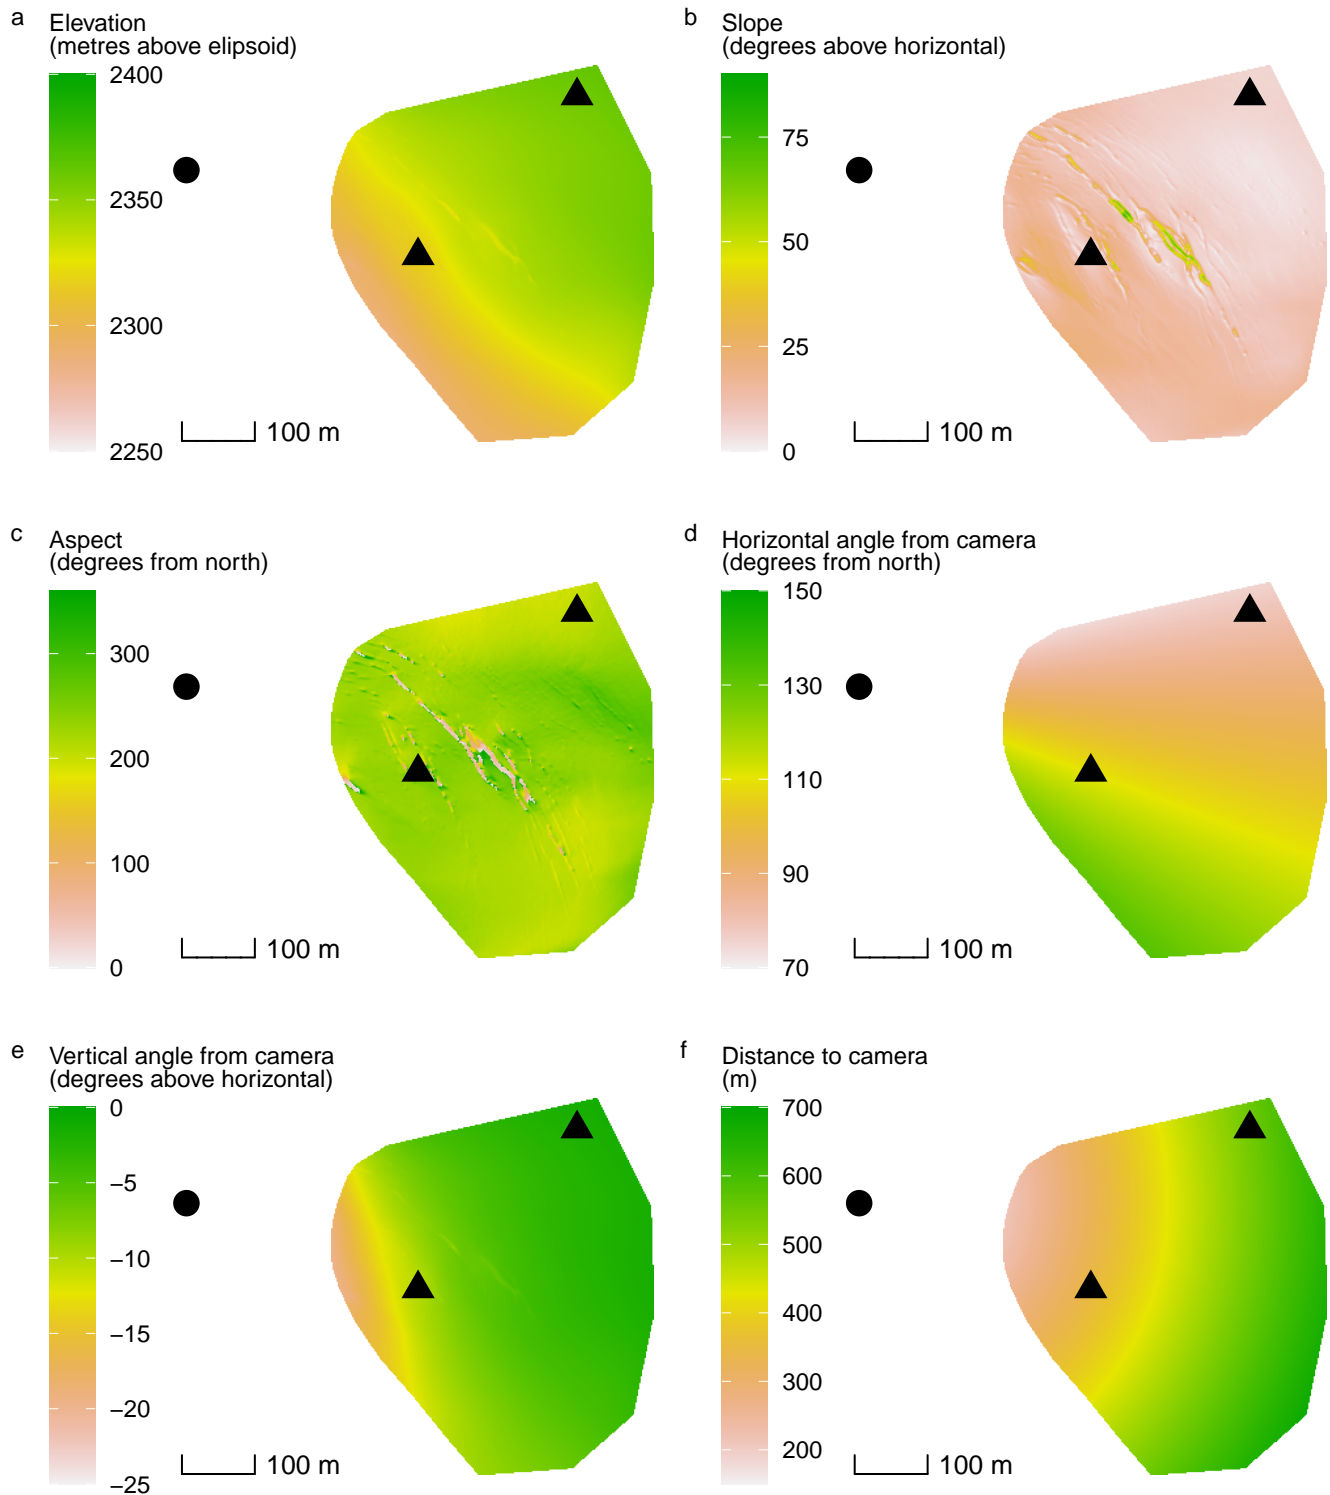 a
Elevation
(metres above elipsoid)
2400
2350
2300
2250
100 m
b
Slope
(degrees above horizontal)
75
50
25
0
100 m
c
Aspect
(degrees from north)
300
200
100
0
100 m
d
Horizontal angle from camera
(degrees from north)
150
130
110
90
70
100 m
e
Vertical angle from camera
(degrees above horizontal)
0
−5
−10
−15
−20
−25
100 m
f
Distance to camera
(m)
700
600
500
400
300
200
100 m